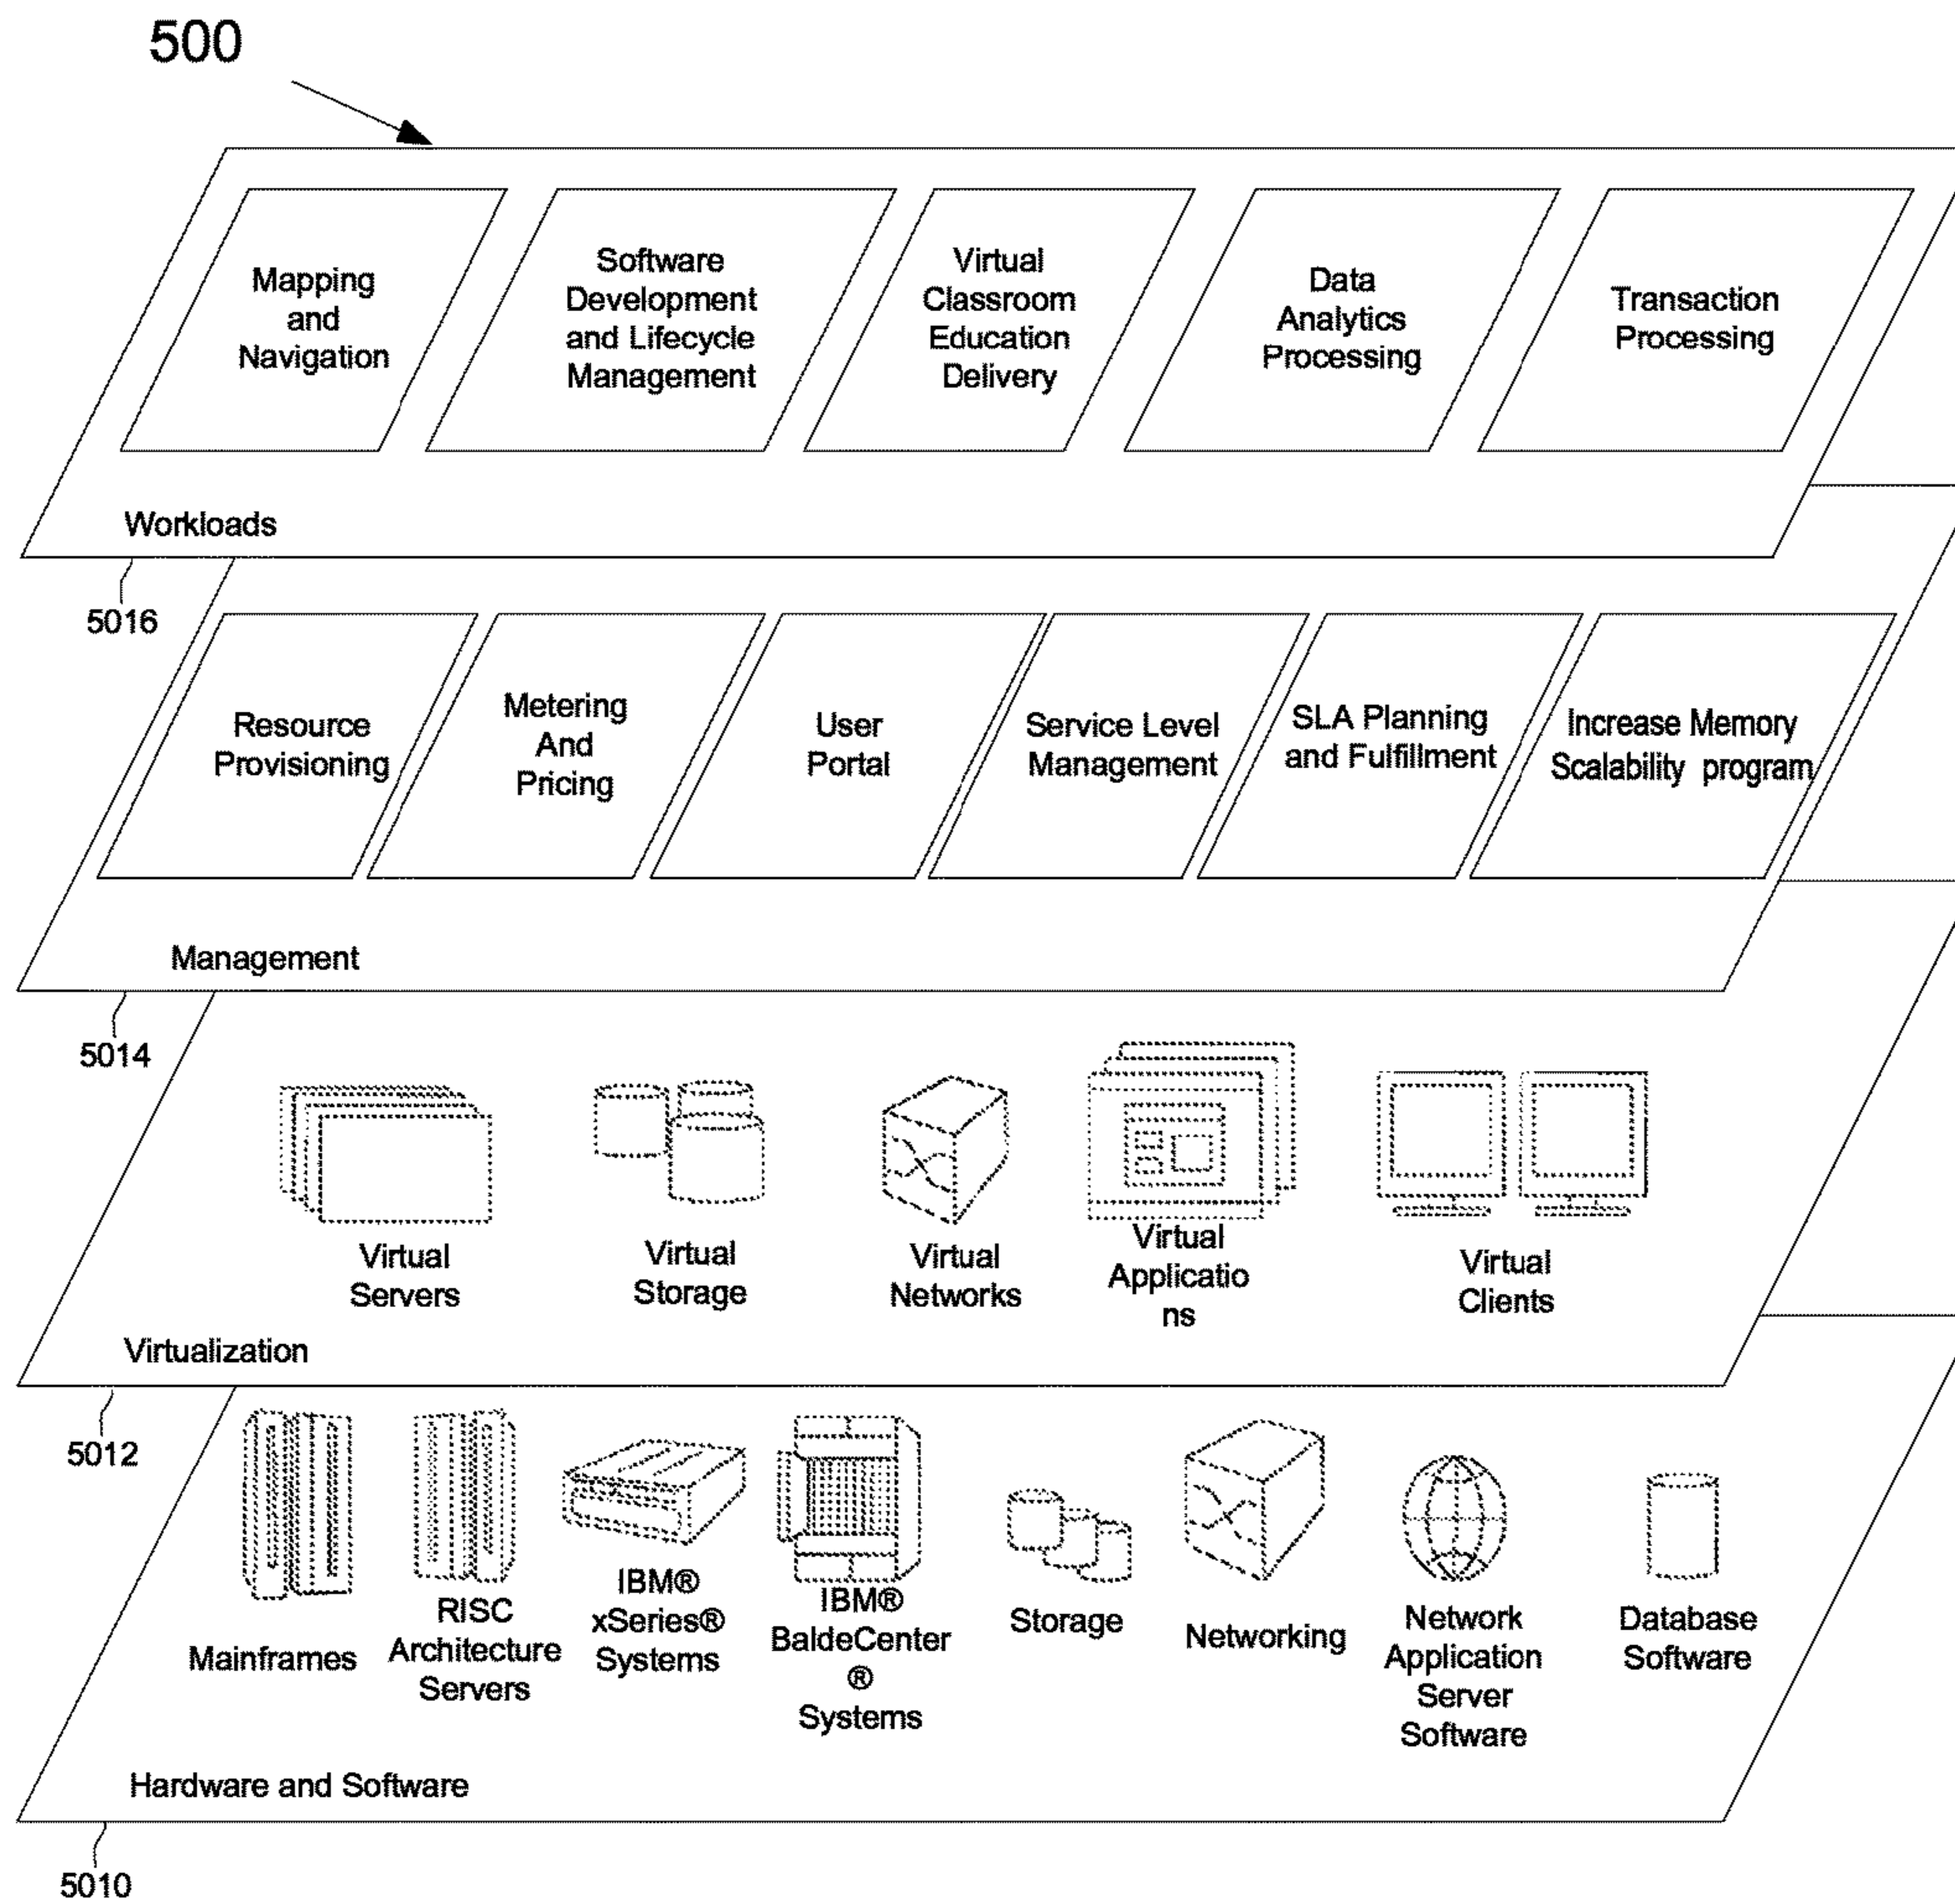 500
Mapping
and
Navigation
Software
Development
and Lifecycle
Management
Virtual
Classroom
Education
Delivery
Data
Analytics
Processing
Transaction
Processing
Workloads
5016
Resource
Provisioning
Metering
And
Pricing
User
Portal
Service Level
Management
SLA Planning
and Fulfillment
Increase Memory
Scalability program
Management
5014
Virtual
Servers
Virtual
Storage
Virtual
Networks
Virtual
Applicatio
ns
Virtual
Clients
Virtualization
5012
Mainframes
RISC
Architecture
Servers
IBM®
xSeries®
Systems
IBM®
BaldeCenter
®
Systems
Storage
Networking
Network
Application
Server
Software
Database
Software
Hardware and Software
5010